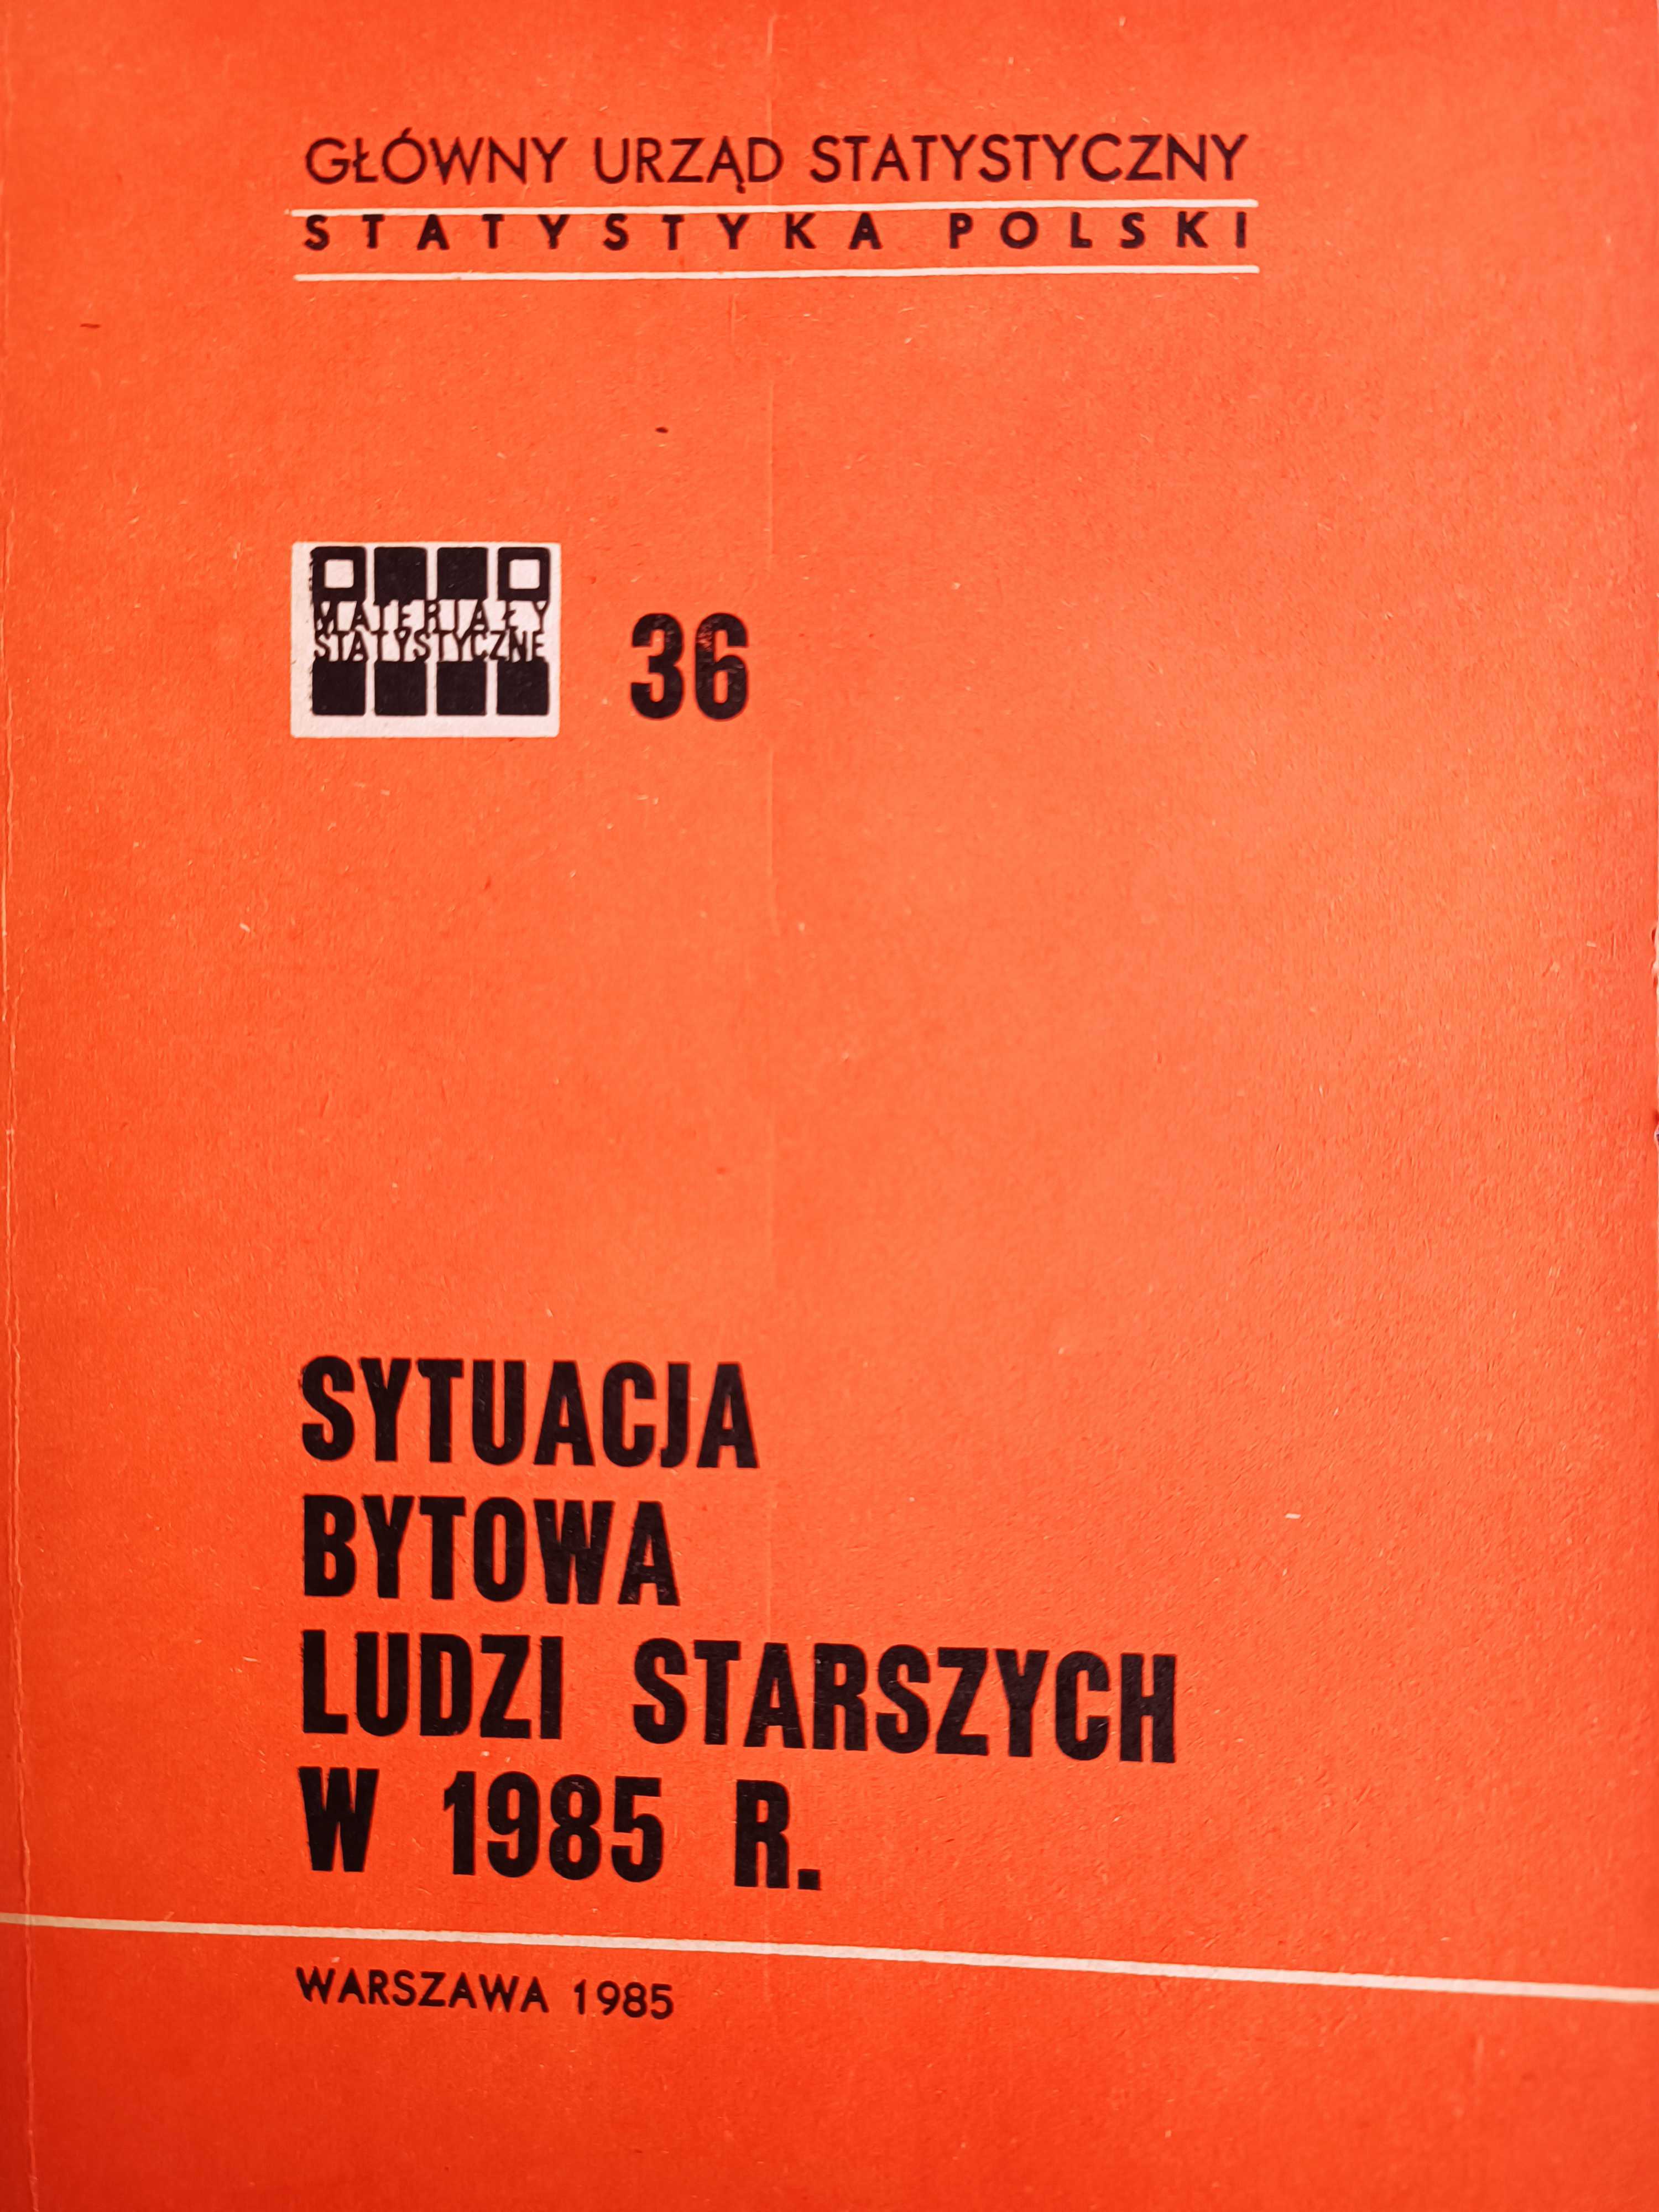 GŁÓWNY URZĄD STATYSTYCZNY
STATYSTYKA POLSKI
MATERIAŁY
STATYSTYCZNE
36
SYTUACJA
BYTOWA
LUDZI STARSZYCH
W 1985 R.
WARSZAWA 1985